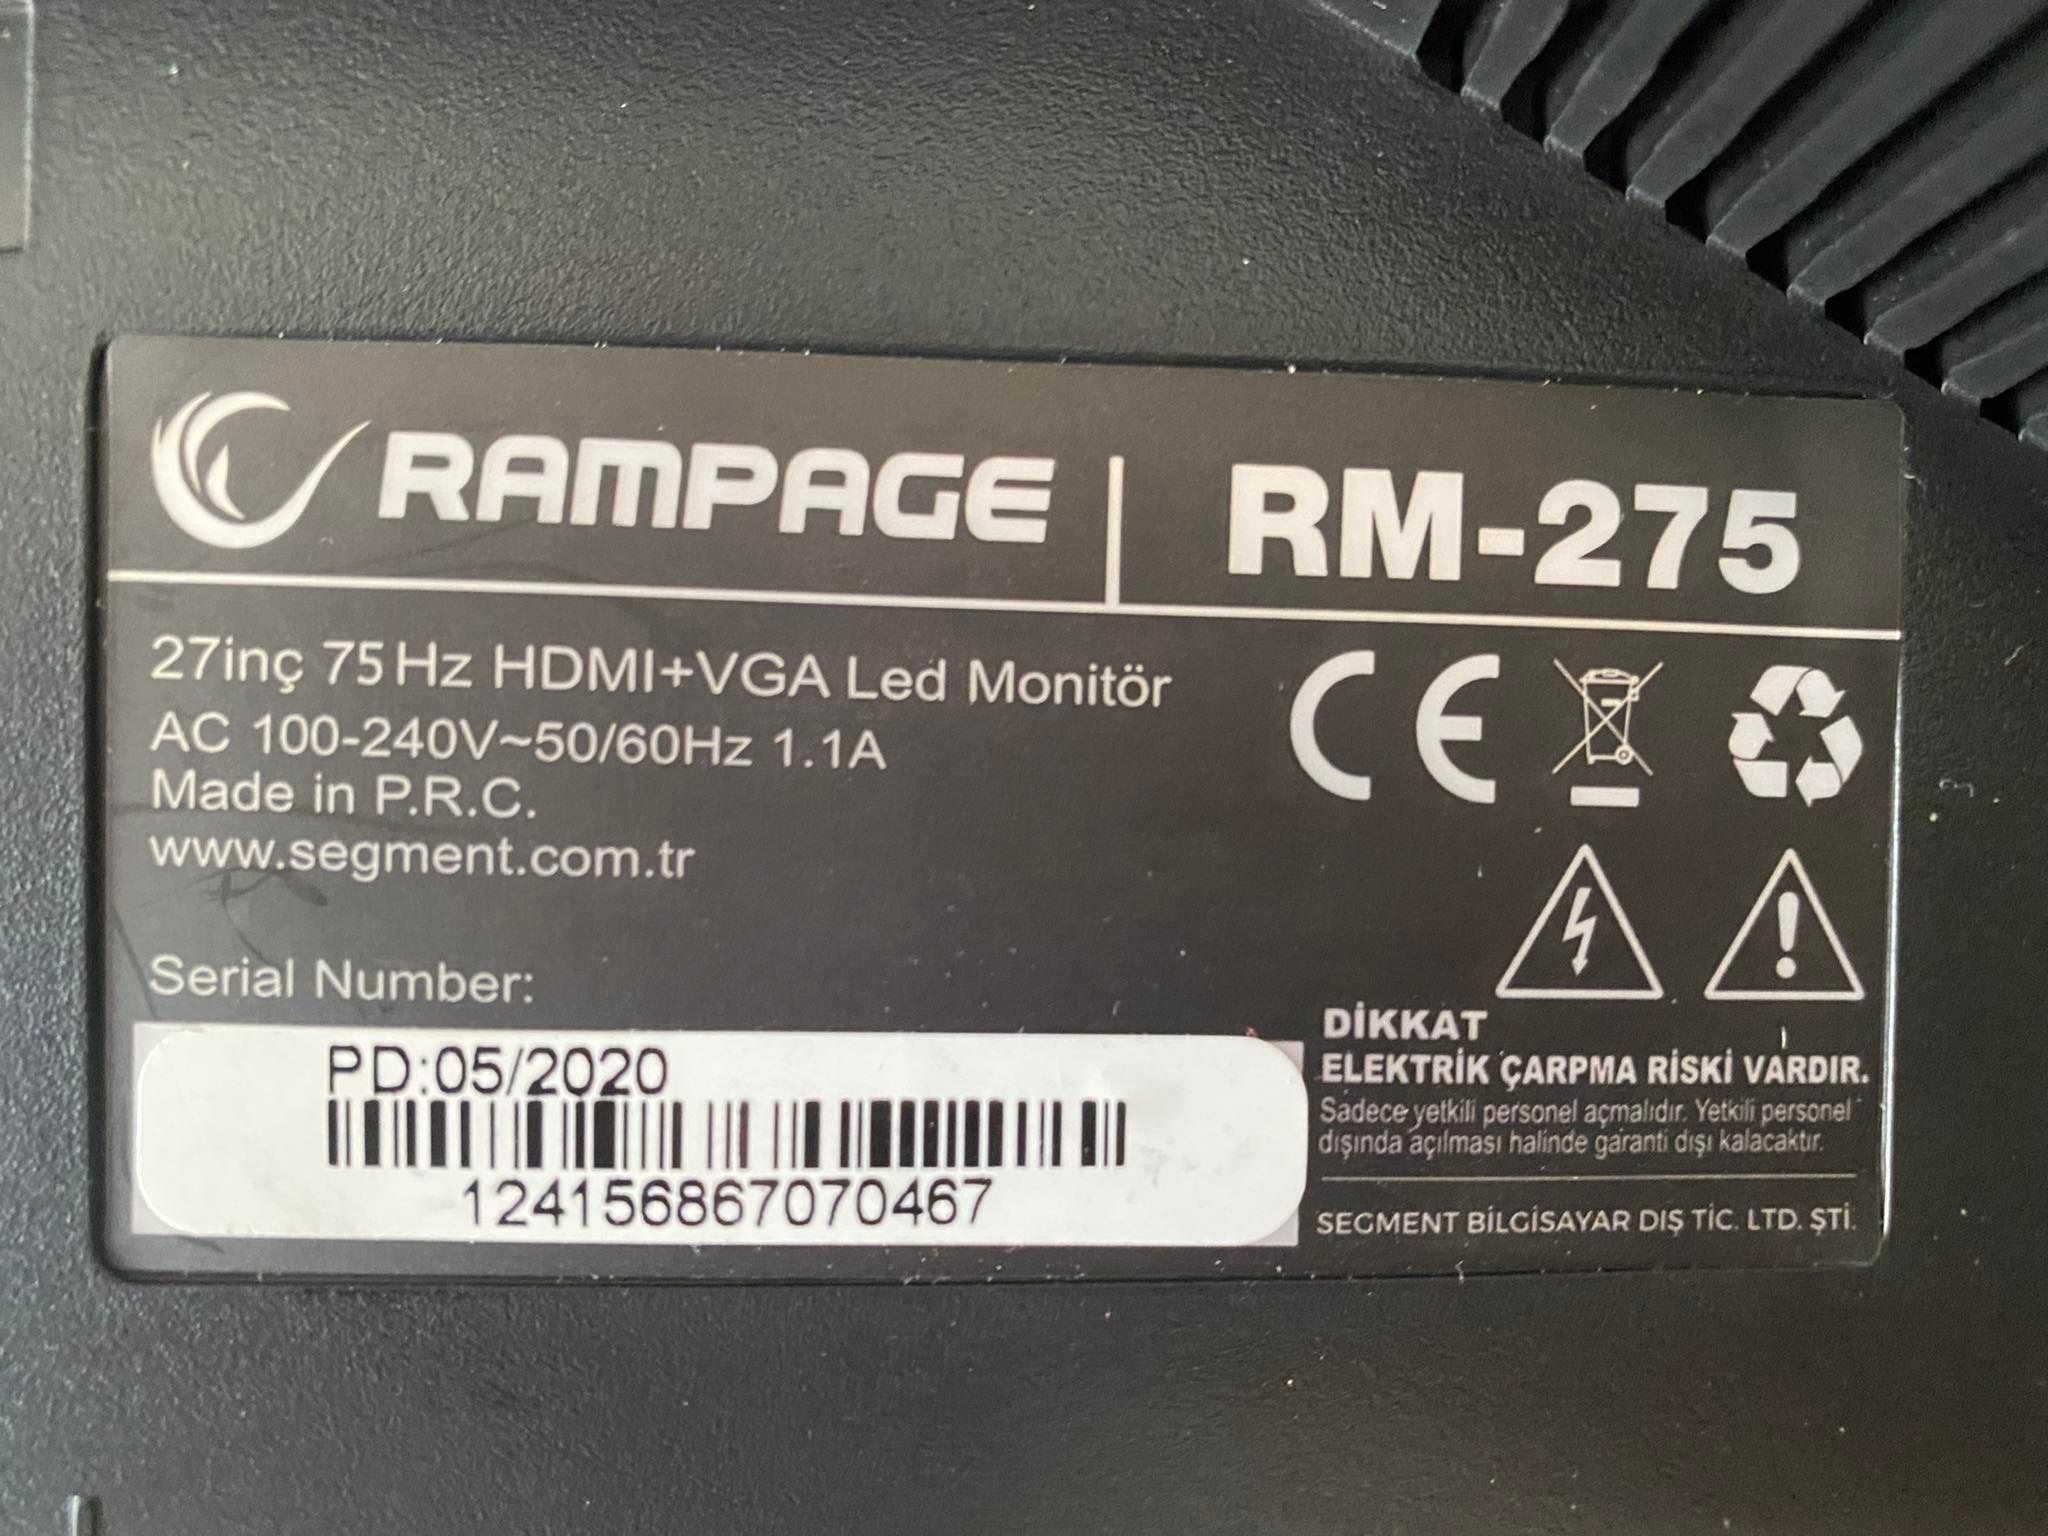 RAMPAGE
RM-275
27inç 75Hz HDMI+VGA Led Monitör
AC 100-240V~50/60Hz 1.1A
Made in P.R.C.
www.segment.com.tr
Serial Number:
PD:05/2020
124156867070467
DİKKAT
ELEKTRİK ÇARPMA RİSKİ VARDIR.
Sadece yetkili personel açmalıdır. Yetkili personel
dışında açılması halinde garanti dışı kalacaktır.
SEGMENT BİLGİSAYAR DIŞ TİC. LTD. ŞTİ.